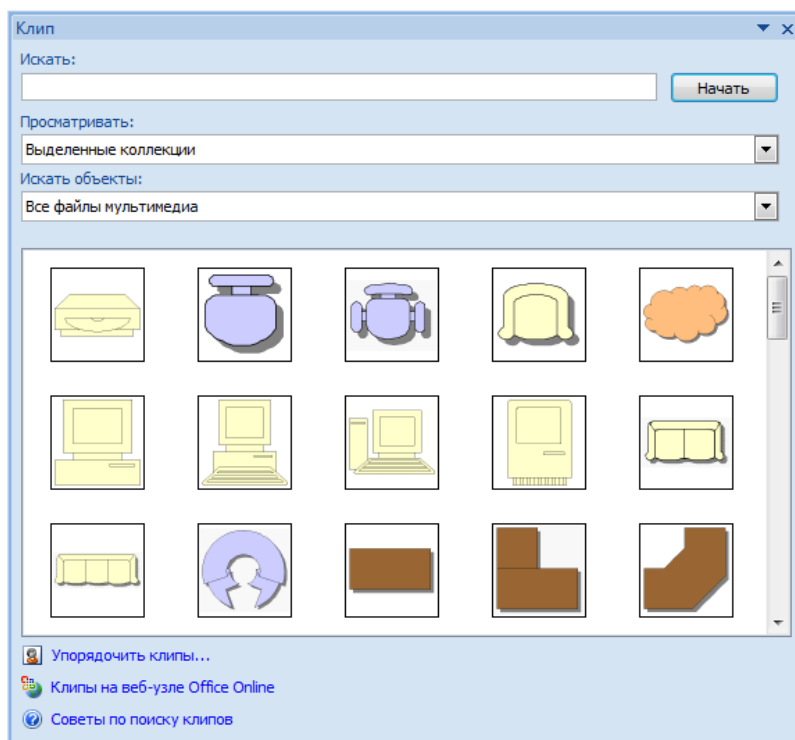 Клип
Искать:
Начать
Просматривать:
Выделенные коллекции
Искать объекты:
Все файлы мультимедиа
Упорядочить клипы...
Клипы на веб-узле Office Online
Советы по поиску клипов